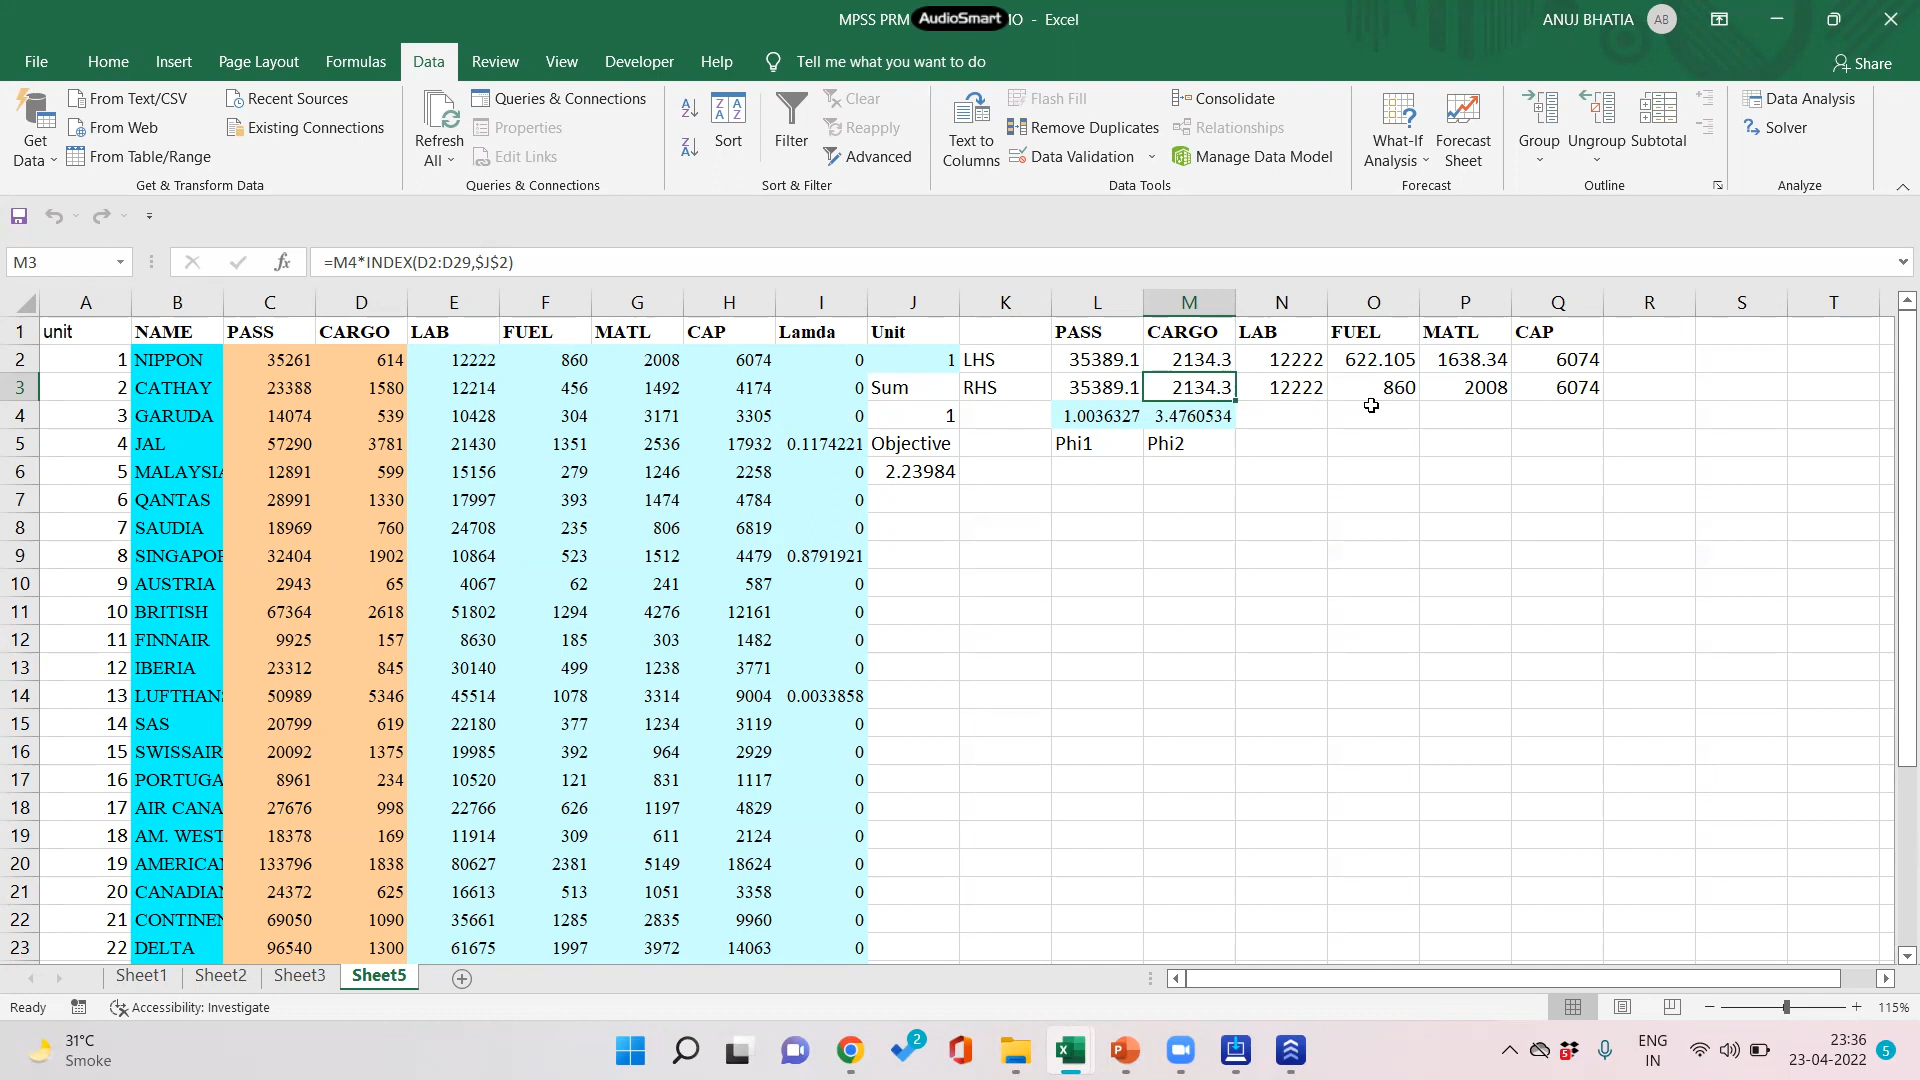 MPSS PRM AudioSmart MO - Excel
ANUJ BHATIA AB
File Home Insert Page Layout Formulas Data Review View Developer Help Tell me what you want to do Share
Get Data From Text/CSV From Web From Table/Range Recent Sources Existing Connections
Get & Transform Data
Refresh All Queries & Connections Properties Edit Links
Queries & Connections
Sort Filter Clear Reapply Advanced
Sort & Filter
Text to Columns Flash Fill Remove Duplicates Data Validation Consolidate Relationships Manage Data Model
Data Tools
What-If Analysis Forecast Sheet
Forecast
Group Ungroup Subtotal
Outline
Data Analysis Solver
Analyze
M3 fx =M4*INDEX(D2:D29,$J$2)
A B C D E F G H I J K L M N O P Q R S T
1 unit NAME PASS CARGO LAB FUEL MATL CAP Lamda Unit PASS CARGO LAB FUEL MATL CAP
2 1 NIPPON 35261 614 12222 860 2008 6074 0 1 LHS 35389.1 2134.3 12222 622.105 1638.34 6074
3 2 CATHAY 23388 1580 12214 456 1492 4174 0 Sum RHS 35389.1 2134.3 12222 860 2008 6074
4 3 GARUDA 14074 539 10428 304 3171 3305 0 1 1.0036327 3.4760534
5 4 JAL 57290 3781 21430 1351 2536 17932 0.1174221 Objective Phi1 Phi2
6 5 MALAYSIA 12891 599 15156 279 1246 2258 0 2.23984
7 6 QANTAS 28991 1330 17997 393 1474 4784 0
8 7 SAUDIA 18969 760 24708 235 806 6819 0
9 8 SINGAPOR 32404 1902 10864 523 1512 4479 0.8791921
10 9 AUSTRIA 2943 65 4067 62 241 587 0
11 10 BRITISH 67364 2618 51802 1294 4276 12161 0
12 11 FINNAIR 9925 157 8630 185 303 1482 0
13 12 IBERIA 23312 845 30140 499 1238 3771 0
14 13 LUFTHANS 50989 5346 45514 1078 3314 9004 0.0033858
15 14 SAS 20799 619 22180 377 1234 3119 0
16 15 SWISSAIR 20092 1375 19985 392 964 2929 0
17 16 PORTUGA 8961 234 10520 121 831 1117 0
18 17 AIR CANA 27676 998 22766 626 1197 4829 0
19 18 AM. WEST 18378 169 11914 309 611 2124 0
20 19 AMERICAN 133796 1838 80627 2381 5149 18624 0
21 20 CANADIAN 24372 625 16613 513 1051 3358 0
22 21 CONTINEN 69050 1090 35661 1285 2835 9960 0
23 22 DELTA 96540 1300 61675 1997 3972 14063 0
Sheet1 Sheet2 Sheet3 Sheet5
Ready Accessibility: Investigate 115%
31°C
Smoke
2
5
ENG
IN
23:36
23-04-2022
5